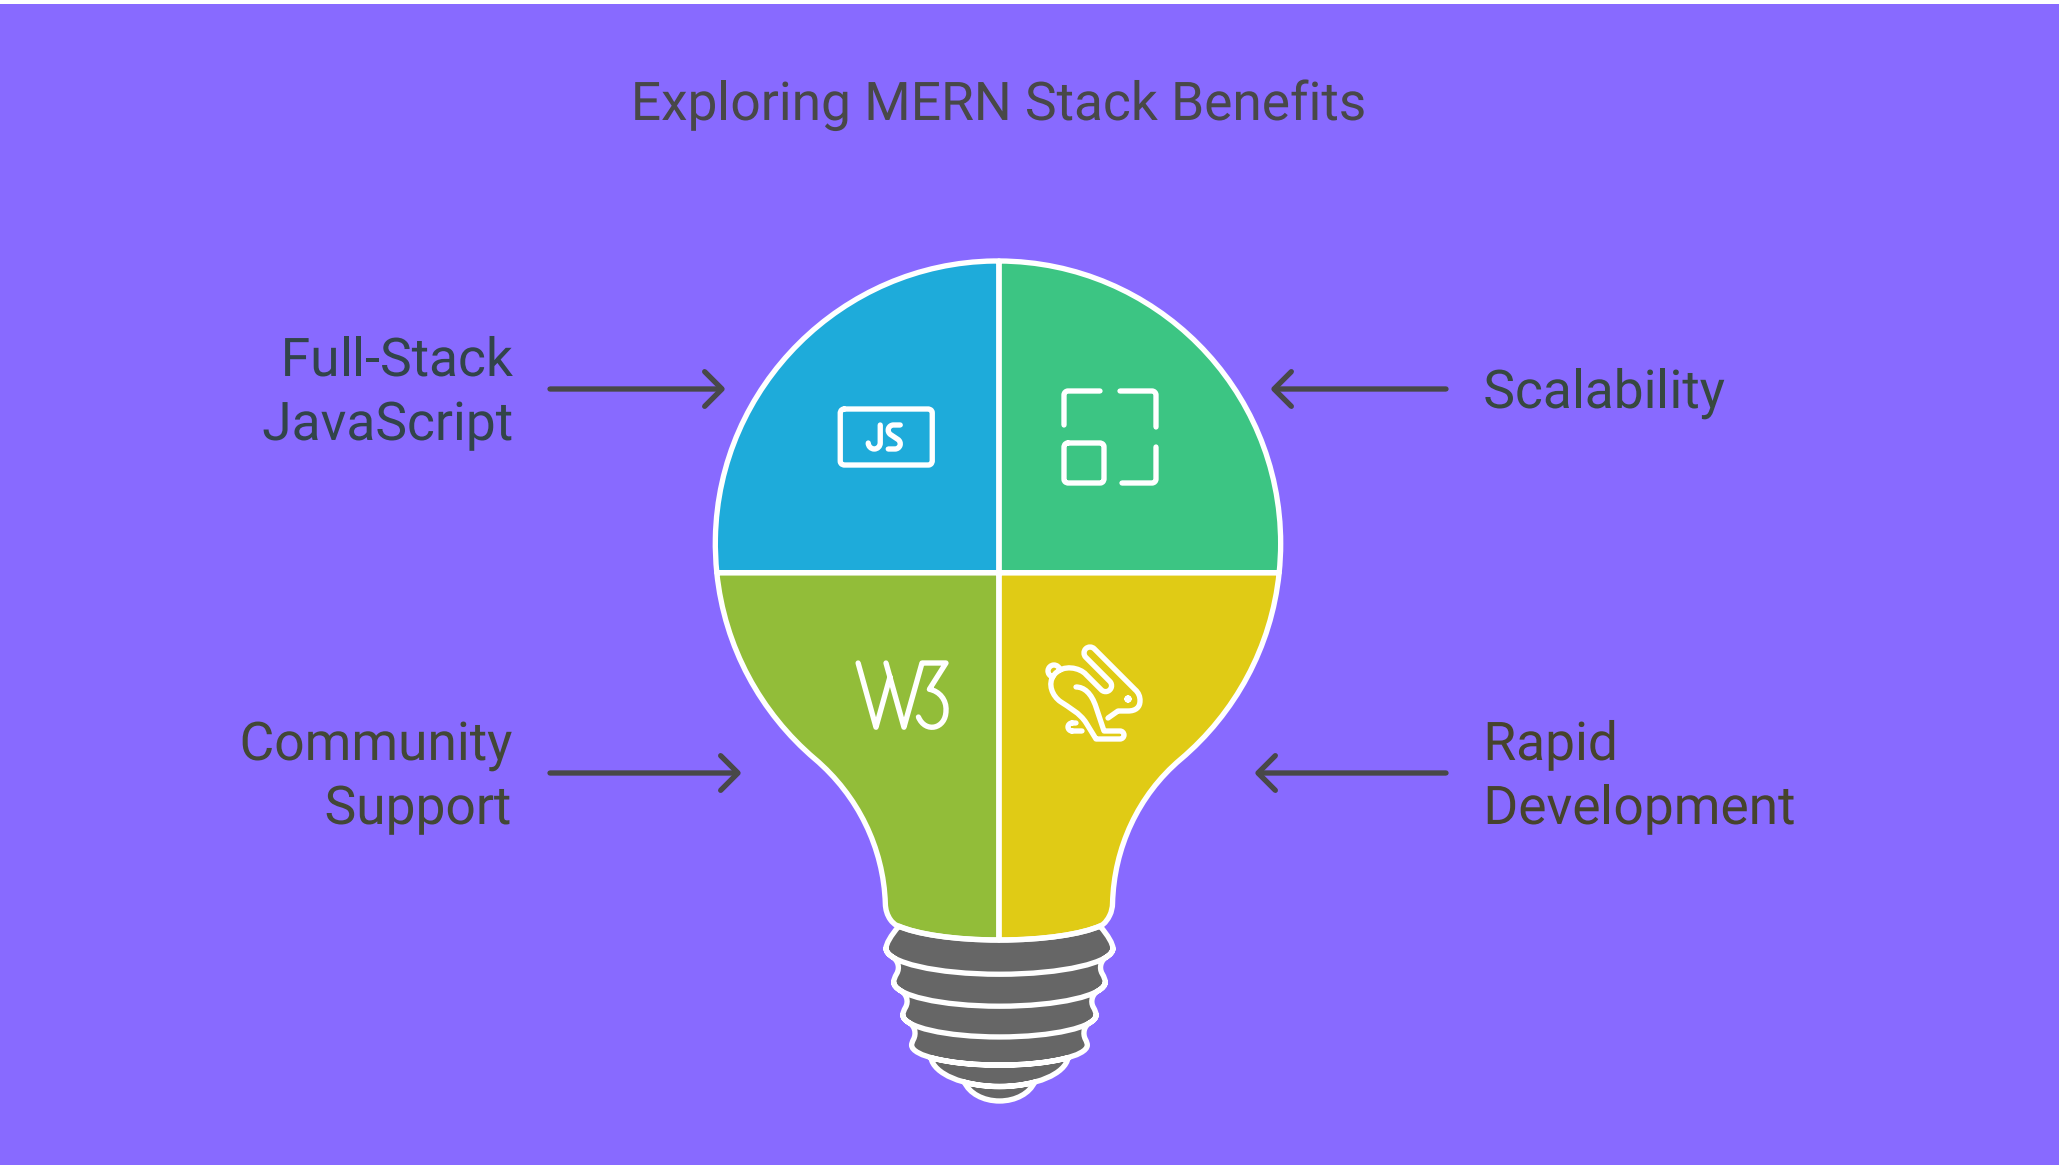 Exploring MERN Stack Benefits
Full-Stack
JavaScript
Scalability
JS
W3
Community
Support
Rapid
Development